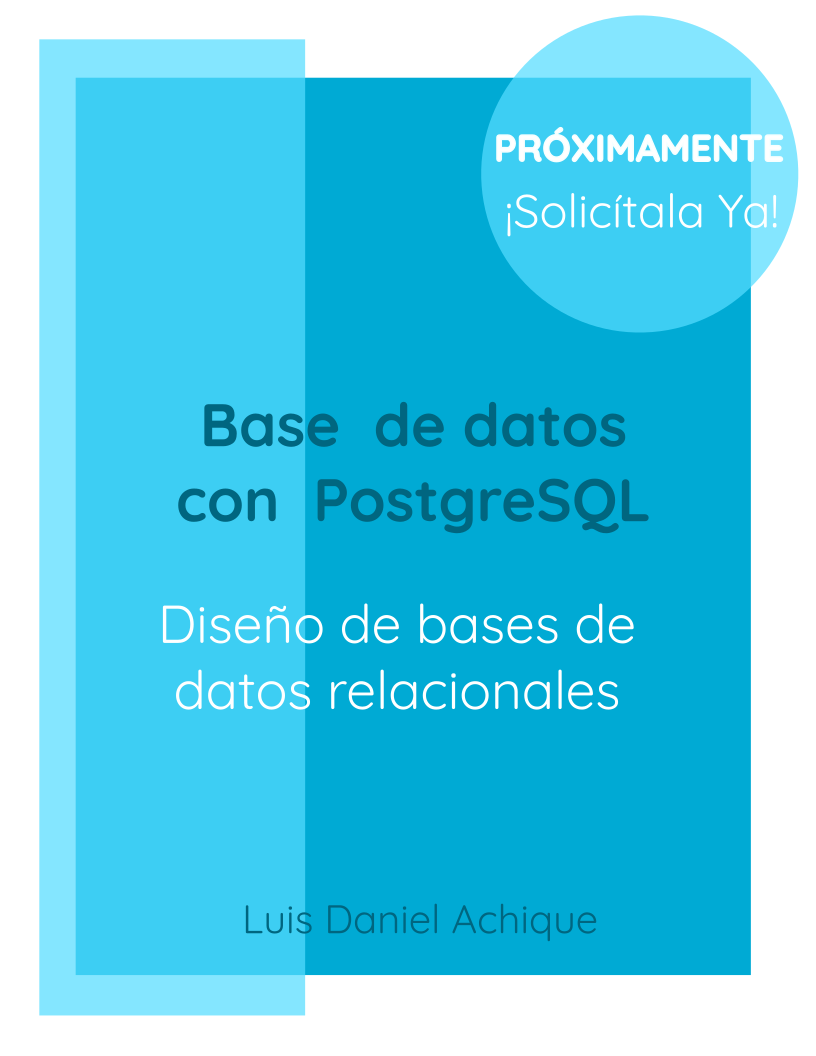 PRÓXIMAMENTE
¡Solicítala Ya!
Base de datos
con PostgreSQL
Diseño de bases de
datos relacionales
Luis Daniel Achique